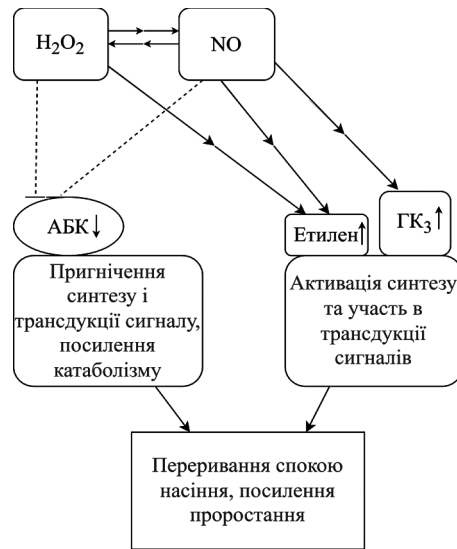 H₂O₂
NO
АБК↓
Етилен↑
ГК₃↑
Пригнічення
синтезу і
трансдукції сигналу,
посилення
катаболізму
Активація синтезу
та участь в
трансдукції
сигналів
Переривання спокою
насіння, посилення
проростання